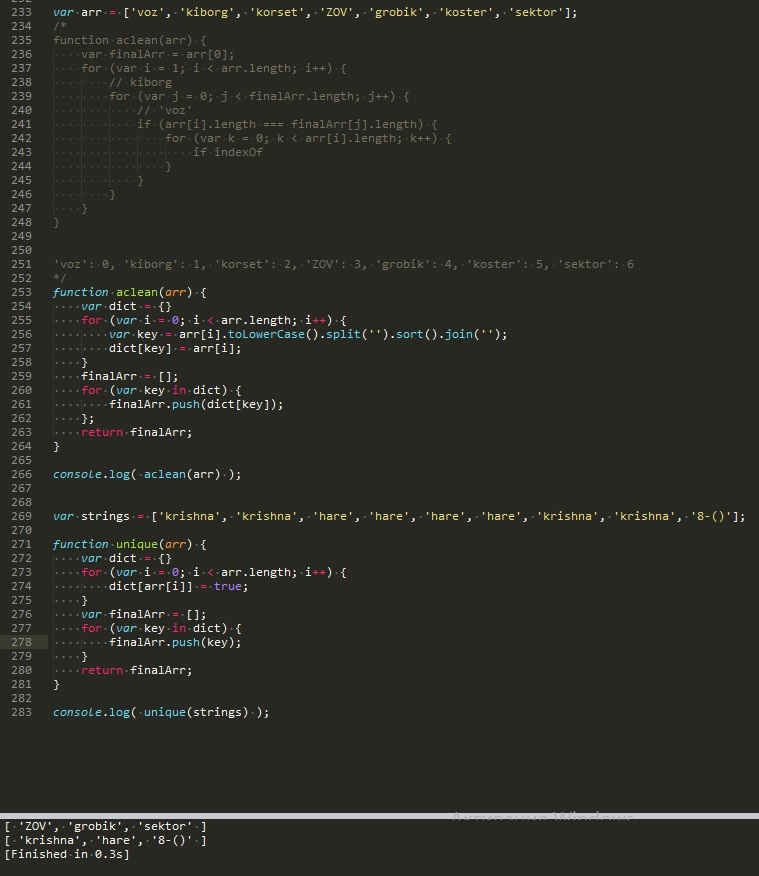 233 var arr = ['voz', 'kiborg', 'korset', 'ZOV', 'grobik', 'koster', 'sektor'];
234 /*
235 function aclean(arr) {
236     var finalArr = arr[0];
237     for (var i = 1; i < arr.length; i++) {
238         // kiborg
239         for (var j = 0; j < finalArr.length; j++) {
240             // 'voz'
241             if (arr[i].length === finalArr[j].length) {
242                 for (var k = 0; k < arr[i].length; k++) {
243                     if indexOf
244                 }
245             }
246         }
247     }
248 }
249
250
251 'voz': 0, 'kiborg': 1, 'korset': 2, 'ZOV': 3, 'grobik': 4, 'koster': 5, 'sektor': 6
252 */
253 function aclean(arr) {
254     var dict = {}
255     for (var i = 0; i < arr.length; i++) {
256         var key = arr[i].toLowerCase().split('').sort().join('');
257         dict[key] = arr[i];
258     }
259     finalArr = [];
260     for (var key in dict) {
261         finalArr.push(dict[key]);
262     };
263     return finalArr;
264 }
265
266 console.log( aclean(arr) );
267
268
269 var strings = ['krishna', 'krishna', 'hare', 'hare', 'hare', 'hare', 'krishna', 'krishna', '8-()'];
270
271 function unique(arr) {
272     var dict = {}
273     for (var i = 0; i < arr.length; i++) {
274         dict[arr[i]] = true;
275     }
276     var finalArr = [];
277     for (var key in dict) {
278         finalArr.push(key);
279     }
280     return finalArr;
281 }
282
283 console.log( unique(strings) );
[ 'ZOV', 'grobik', 'sektor' ]
[ 'krishna', 'hare', '8-()' ]
[Finished in 0.3s]